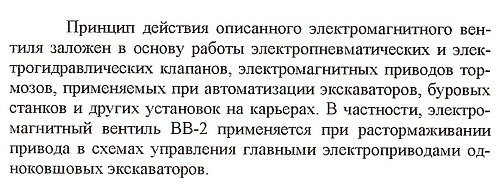 Принцип действия описанного электромагнитного вен-
тиля заложен в основу работы электропневматических и элек-
трогидравлических клапанов, электромагнитных приводов тор-
мозов, применяемых при автоматизации экскаваторов, буровых
станков и других установок на карьерах. В частности, электро-
магнитный вентиль ВВ-2 применяется при растормаживании
привода в схемах управления главными электроприводами од-
ноковшовых экскаваторов.